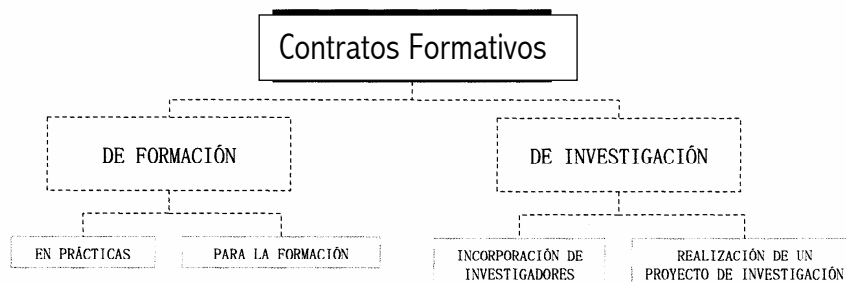 Contratos Formativos
DE FORMACIÓN
DE INVESTIGACIÓN
EN PRÁCTICAS
PARA LA FORMACIÓN
INCORPORACIÓN DE
INVESTIGADORES
REALIZACIÓN DE UN
PROYECTO DE INVESTIGACIÓN